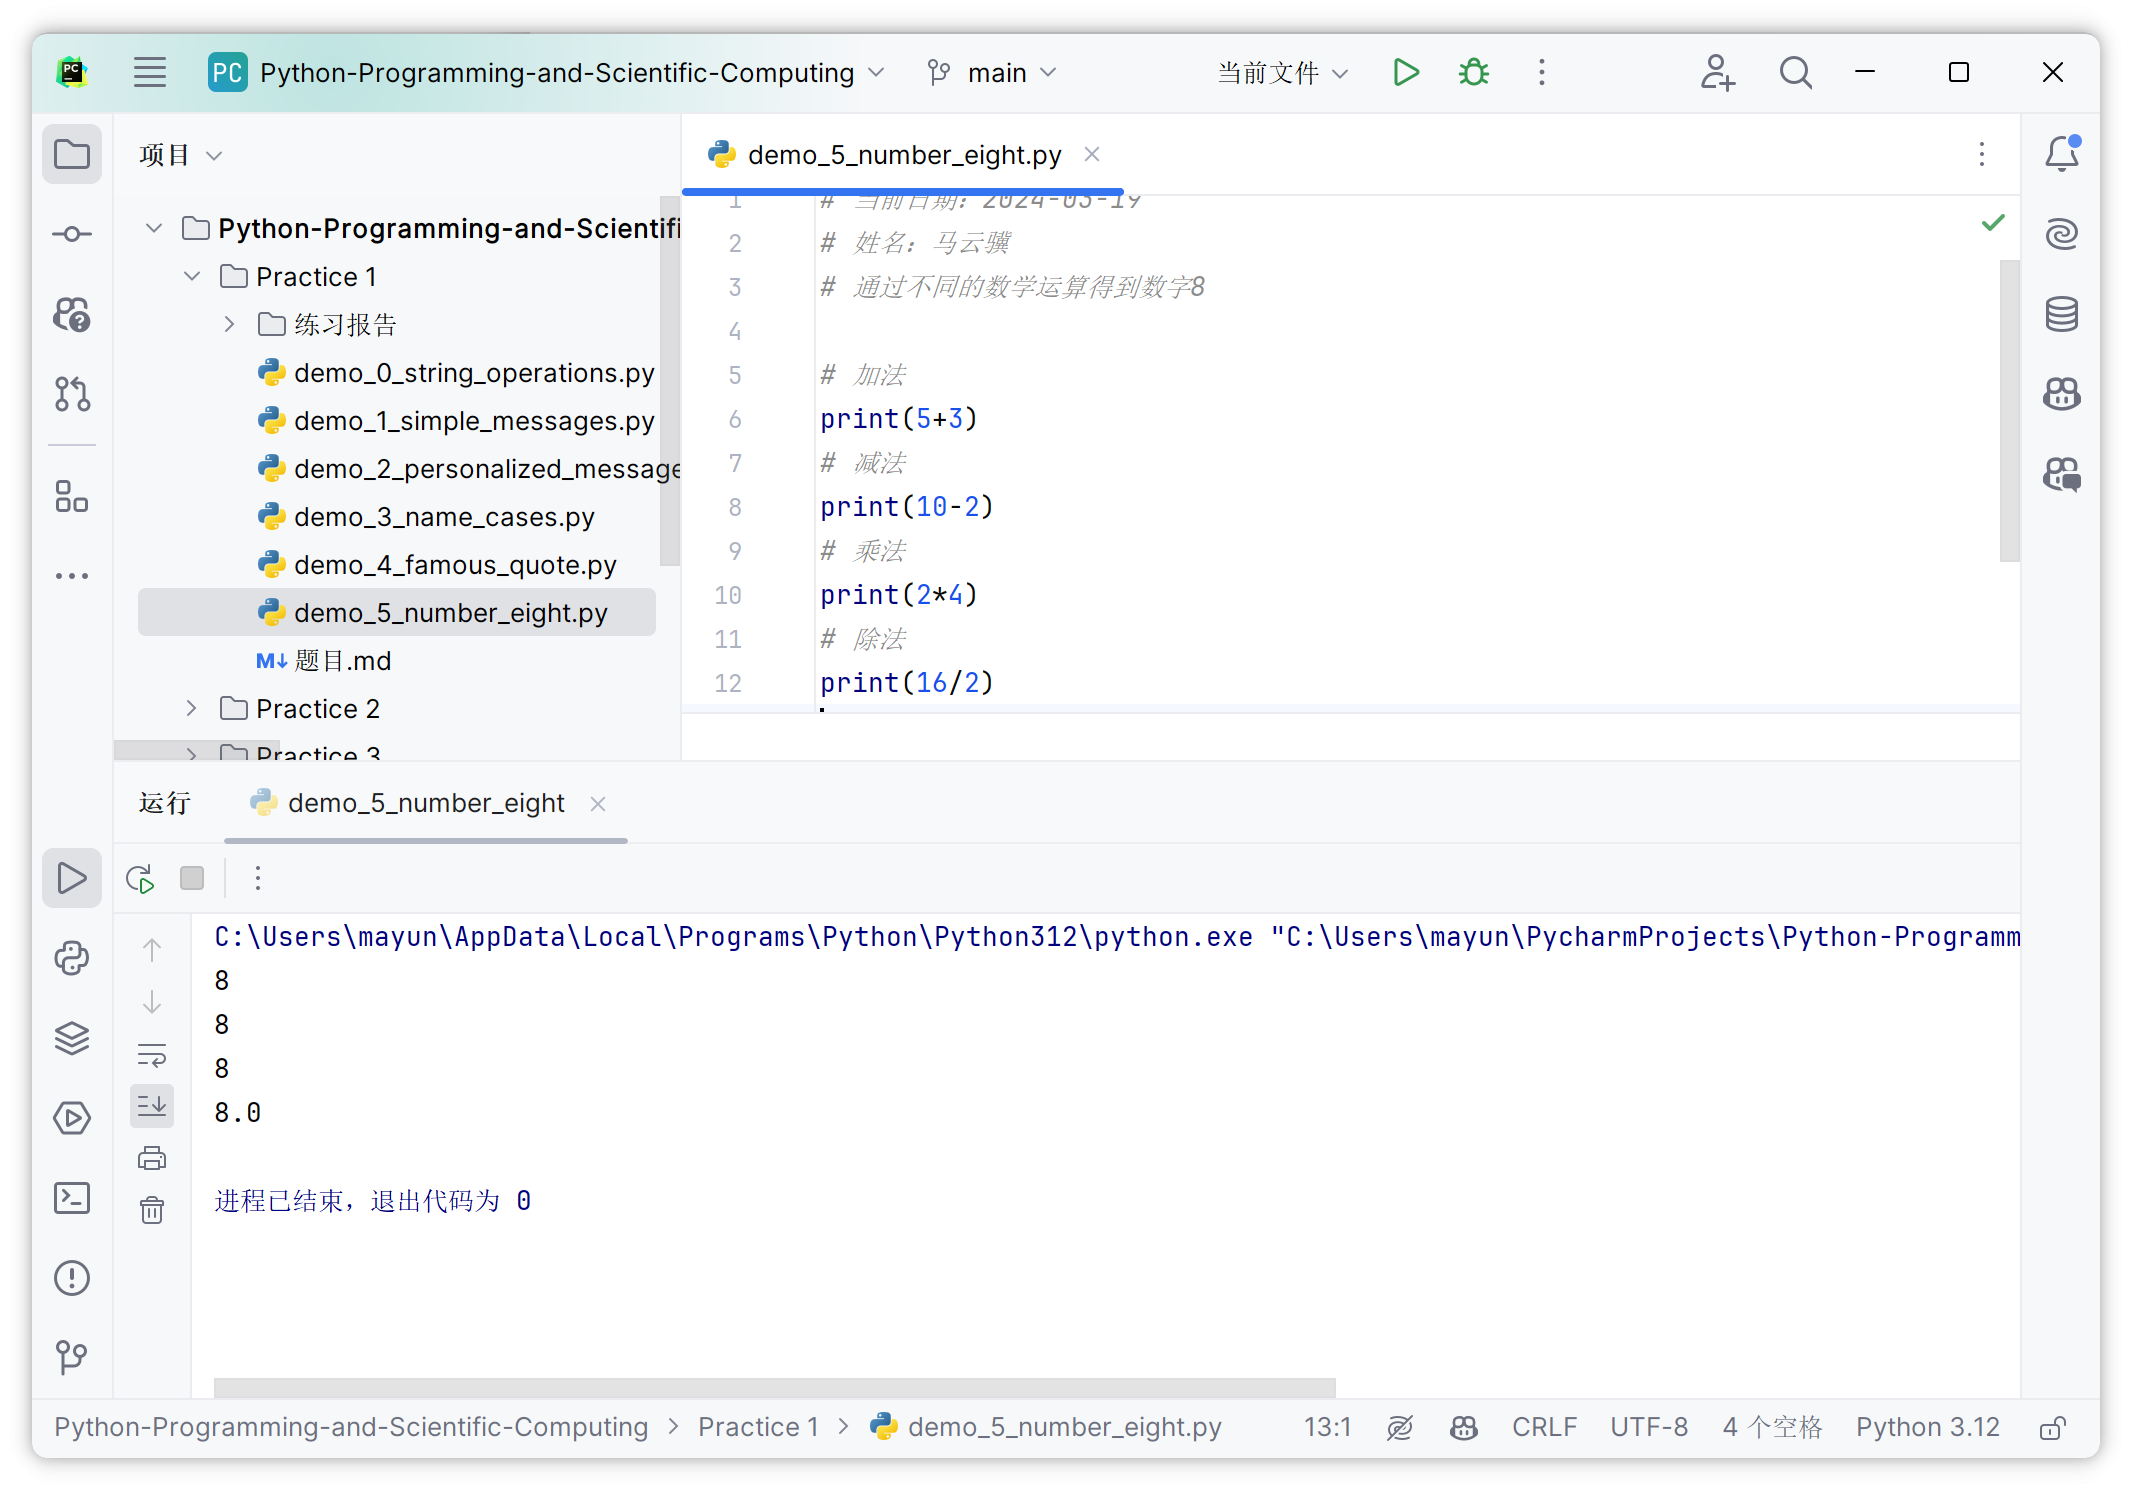 PC Python-Programming-and-Scientific-Computing main 当前文件
项目
Python-Programming-and-Scientifi
Practice 1
练习报告
demo_0_string_operations.py
demo_1_simple_messages.py
demo_2_personalized_message
demo_3_name_cases.py
demo_4_famous_quote.py
demo_5_number_eight.py
M↓ 题目.md
Practice 2
Practice 3
demo_5_number_eight.py
1 # 当前日期：2024-03-19
2 # 姓名：马云骥
3 # 通过不同的数学运算得到数字8
4
5 # 加法
6 print(5+3)
7 # 减法
8 print(10-2)
9 # 乘法
10 print(2*4)
11 # 除法
12 print(16/2)
运行 demo_5_number_eight
C:\Users\mayun\AppData\Local\Programs\Python\Python312\python.exe "C:\Users\mayun\PycharmProjects\Python-Programm
8
8
8
8.0
进程已结束，退出代码为 0
Python-Programming-and-Scientific-Computing > Practice 1 > demo_5_number_eight.py 13:1 CRLF UTF-8 4 个空格 Python 3.12